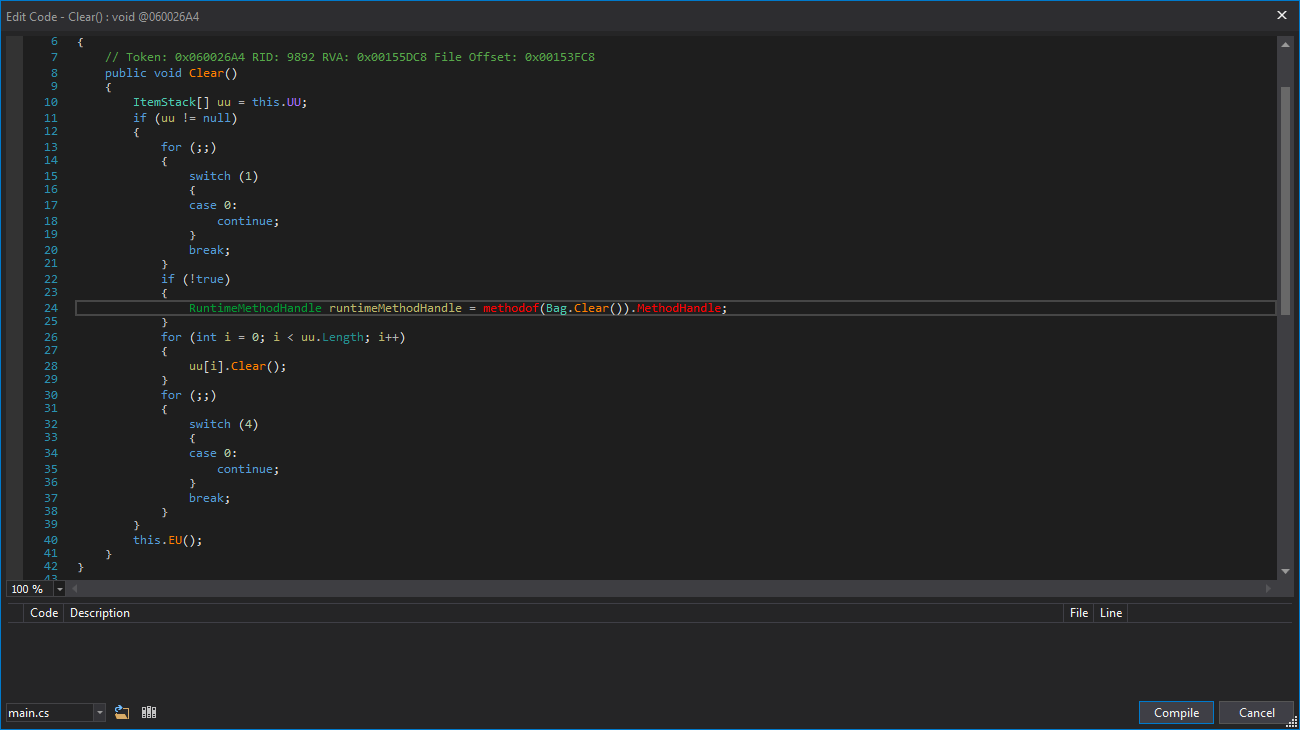 Edit Code - Clear() : void @060026A4
6 {
7 // Token: 0x060026A4 RID: 9892 RVA: 0x00155DC8 File Offset: 0x00153FC8
8 public void Clear()
9 {
10 ItemStack[] uu = this.UU;
11 if (uu != null)
12 {
13 for (;;)
14 {
15 switch (1)
16 {
17 case 0:
18 continue;
19 }
20 break;
21 }
22 if (!true)
23 {
24 RuntimeMethodHandle runtimeMethodHandle = methodof(Bag.Clear()).MethodHandle;
25 }
26 for (int i = 0; i < uu.Length; i++)
27 {
28 uu[i].Clear();
29 }
30 for (;;)
31 {
32 switch (4)
33 {
34 case 0:
35 continue;
36 }
37 break;
38 }
39 }
40 this.EU();
41 }
42 }
43
100 %
Code Description File Line
main.cs Compile Cancel